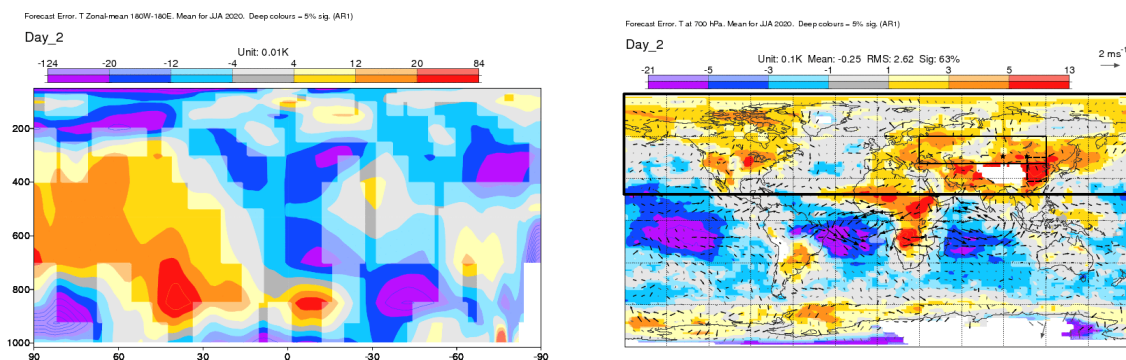 Forecast Error. T Zonal-mean 180W-180E. Mean for JJA 2020. Deep colours = 5% sig. (AR1)
Day_2
Unit: 0.01K
-124 -20 -12 -4 4 12 20 84
200
400
600
800
1000
90 60 30 0 -30 -60 -90
Forecast Error. T at 700 hPa. Mean for JJA 2020. Deep colours = 5% sig. (AR1)
Day_2
Unit: 0.1K Mean: -0.25 RMS: 2.62 Sig: 63%
2 ms⁻¹
-21 -5 -3 -1 1 3 5 13